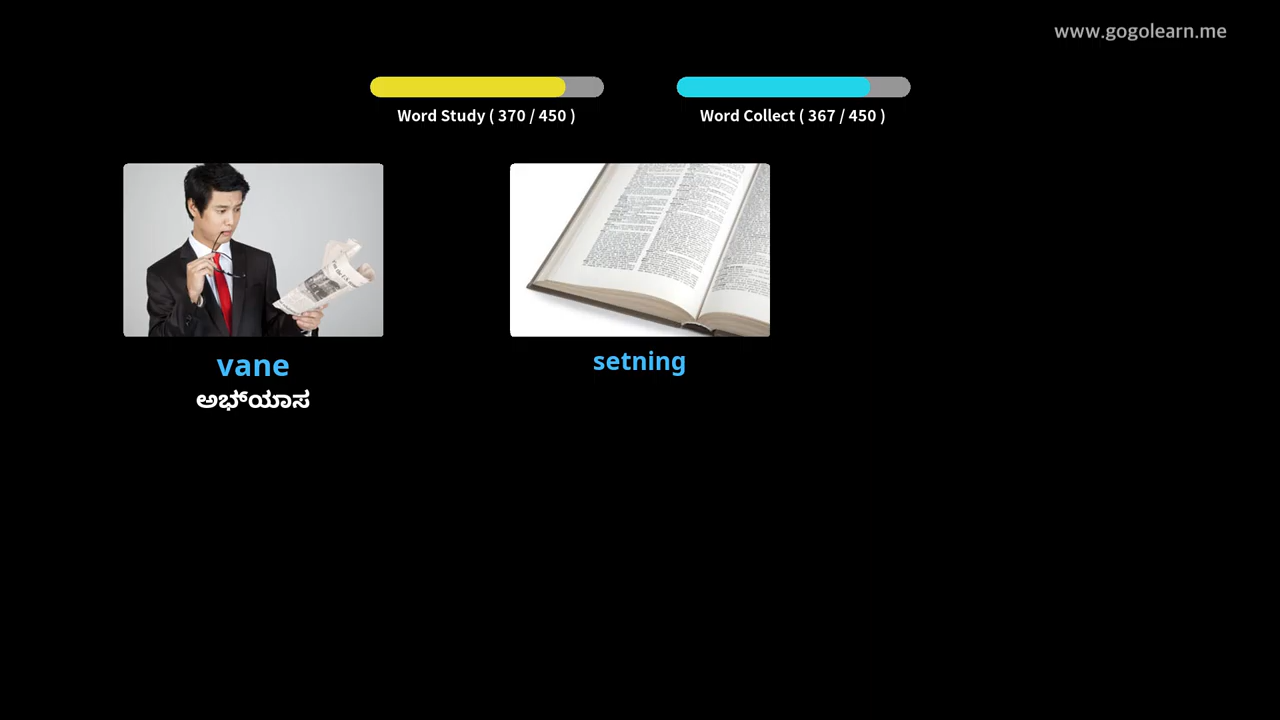 www.gogolearn.me
Word Study ( 370 / 450 )
Word Collect ( 367 / 450 )
vane
ಅಭ್ಯಾಸ
setning